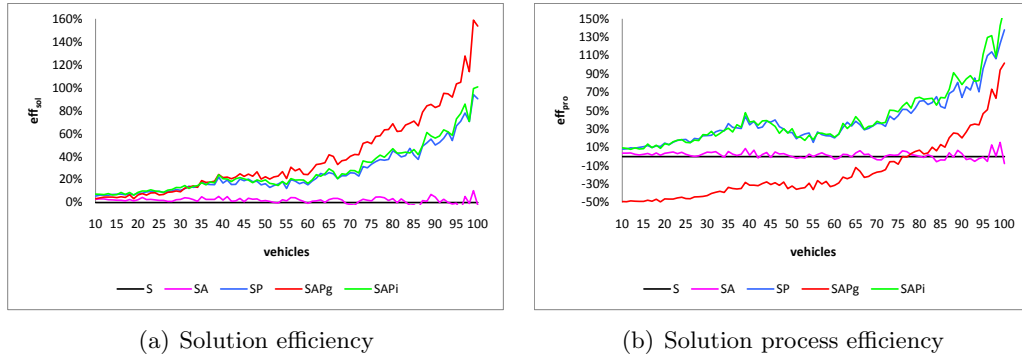 160%
140%
120%
100%
80%
60%
40%
20%
0%
eff_sol
10 15 20 25 30 35 40 45 50 55 60 65 70 75 80 85 90 95 100
vehicles
S SA SP SAPg SAPi
(a) Solution efficiency
150%
130%
110%
90%
70%
50%
30%
10%
-10%
-30%
-50%
eff_pro
10 15 20 25 30 35 40 45 50 55 60 65 70 75 80 85 90 95 100
vehicles
S SA SP SAPg SAPi
(b) Solution process efficiency